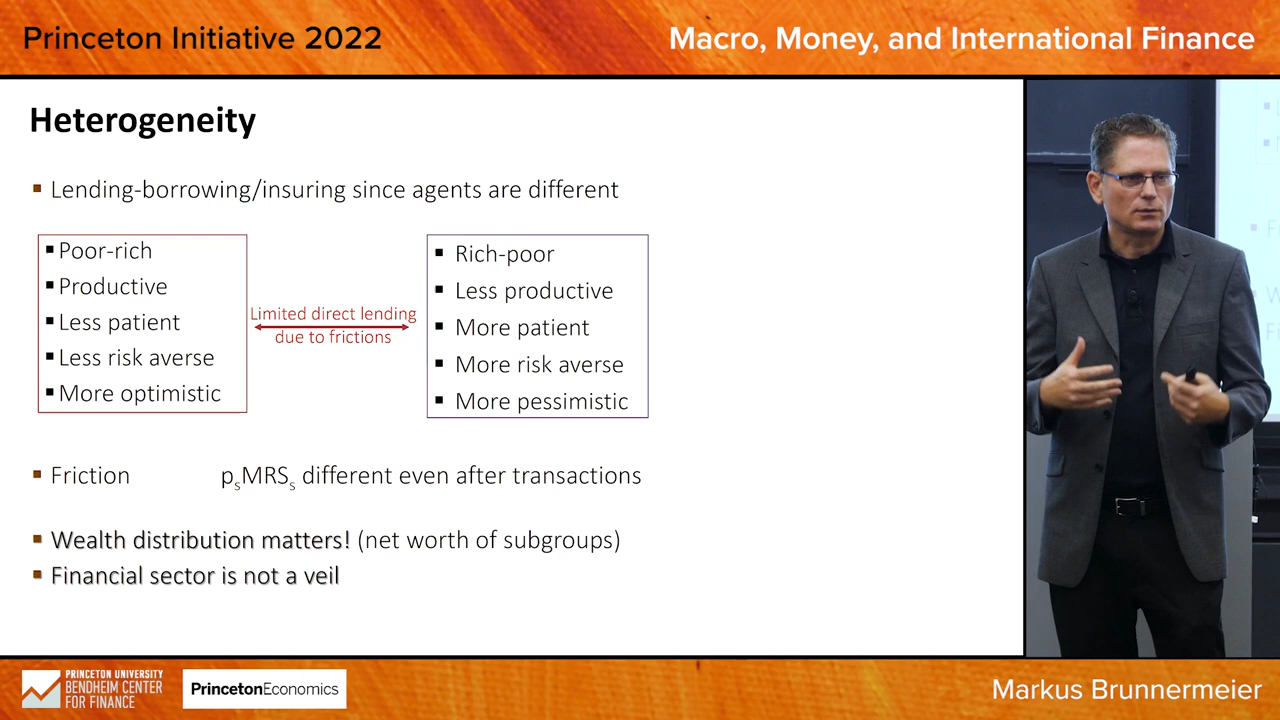 Princeton Initiative 2022
Macro, Money, and International Finance
Heterogeneity
▪ Lending-borrowing/insuring since agents are different
▪ Poor-rich
▪ Productive
▪ Less patient
▪ Less risk averse
▪ More optimistic
Limited direct lending
due to frictions
▪ Rich-poor
▪ Less productive
▪ More patient
▪ More risk averse
▪ More pessimistic
▪ Friction pₛMRSₛ different even after transactions
▪ Wealth distribution matters! (net worth of subgroups)
▪ Financial sector is not a veil
PRINCETON UNIVERSITY
BENDHEIM CENTER
FOR FINANCE
PrincetonEconomics
Markus Brunnermeier